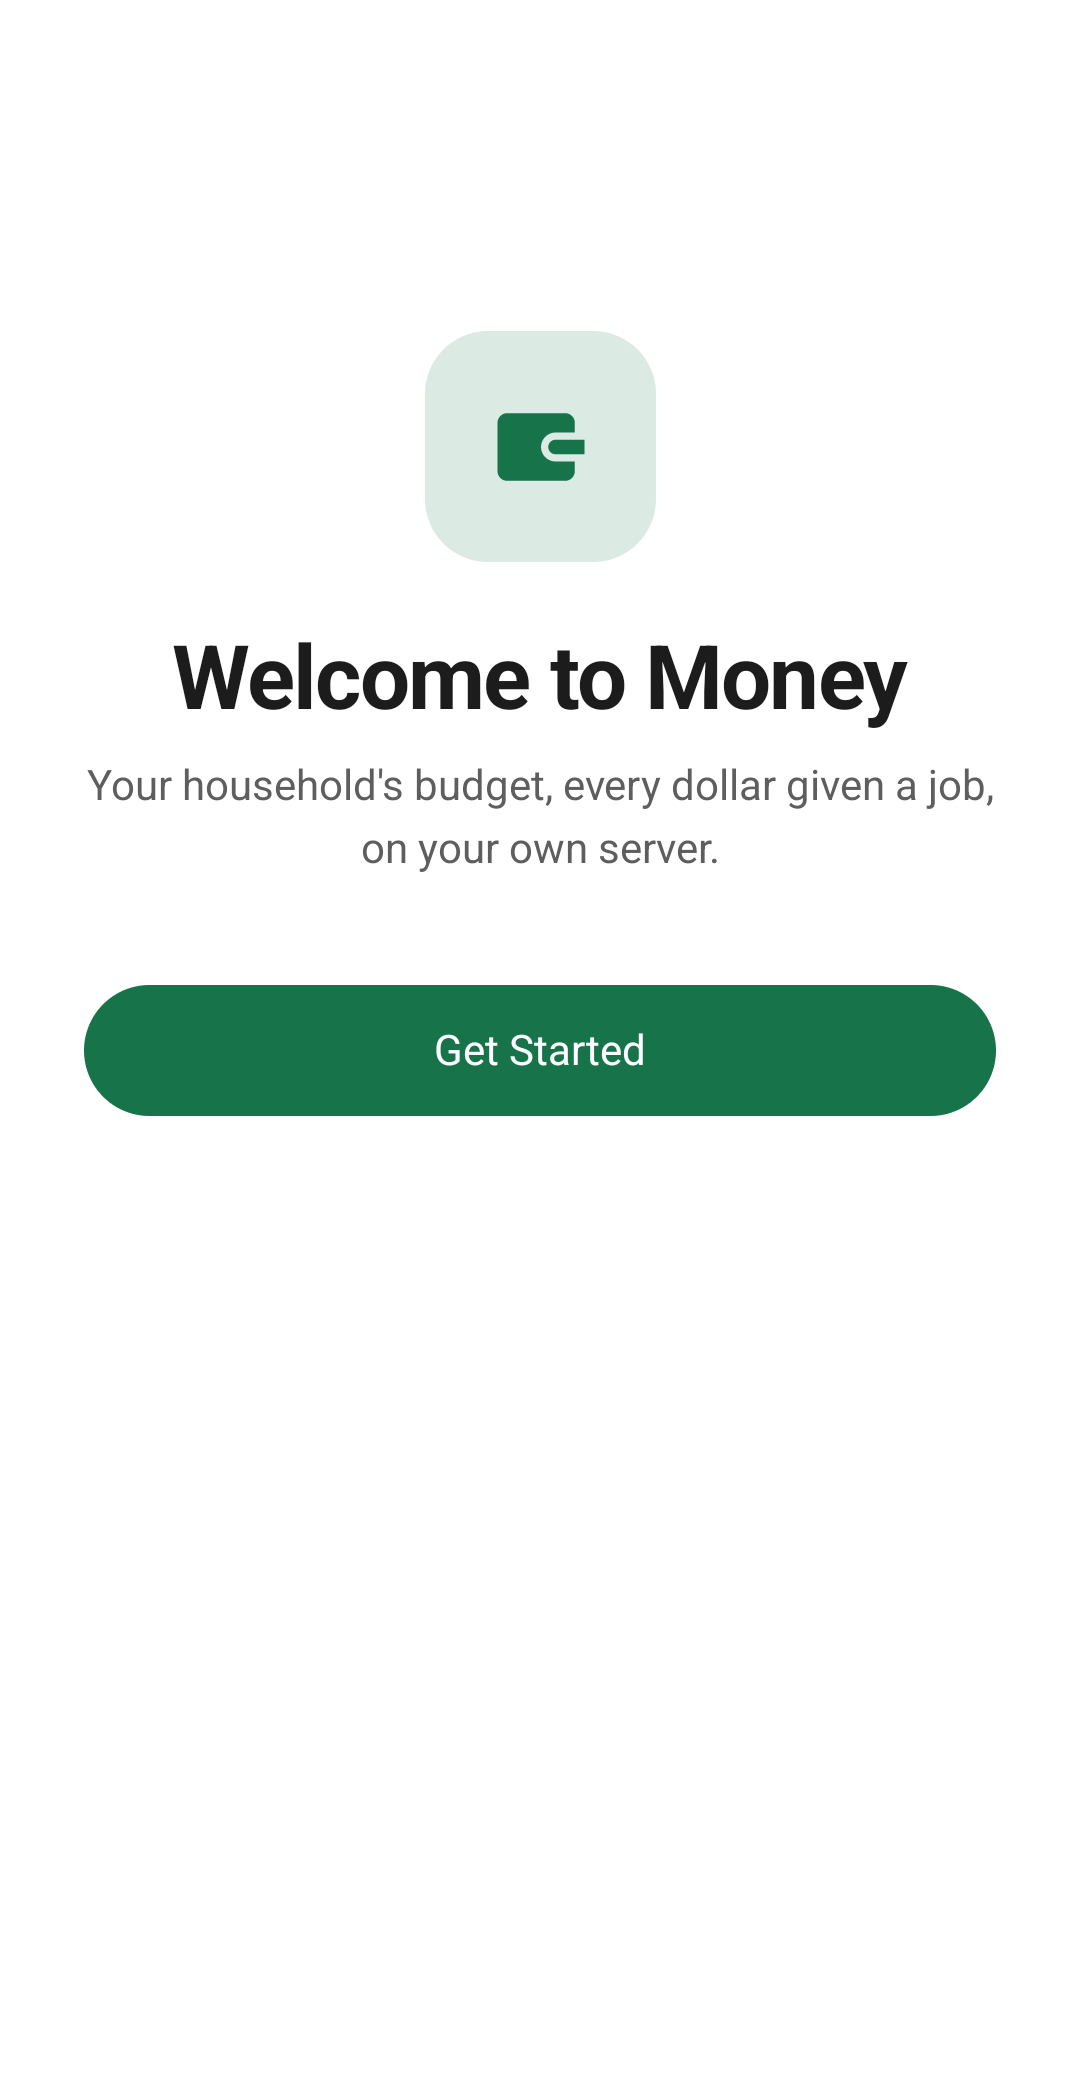 Welcome to Money
Your household's budget, every dollar given a job,
on your own server.
Get Started